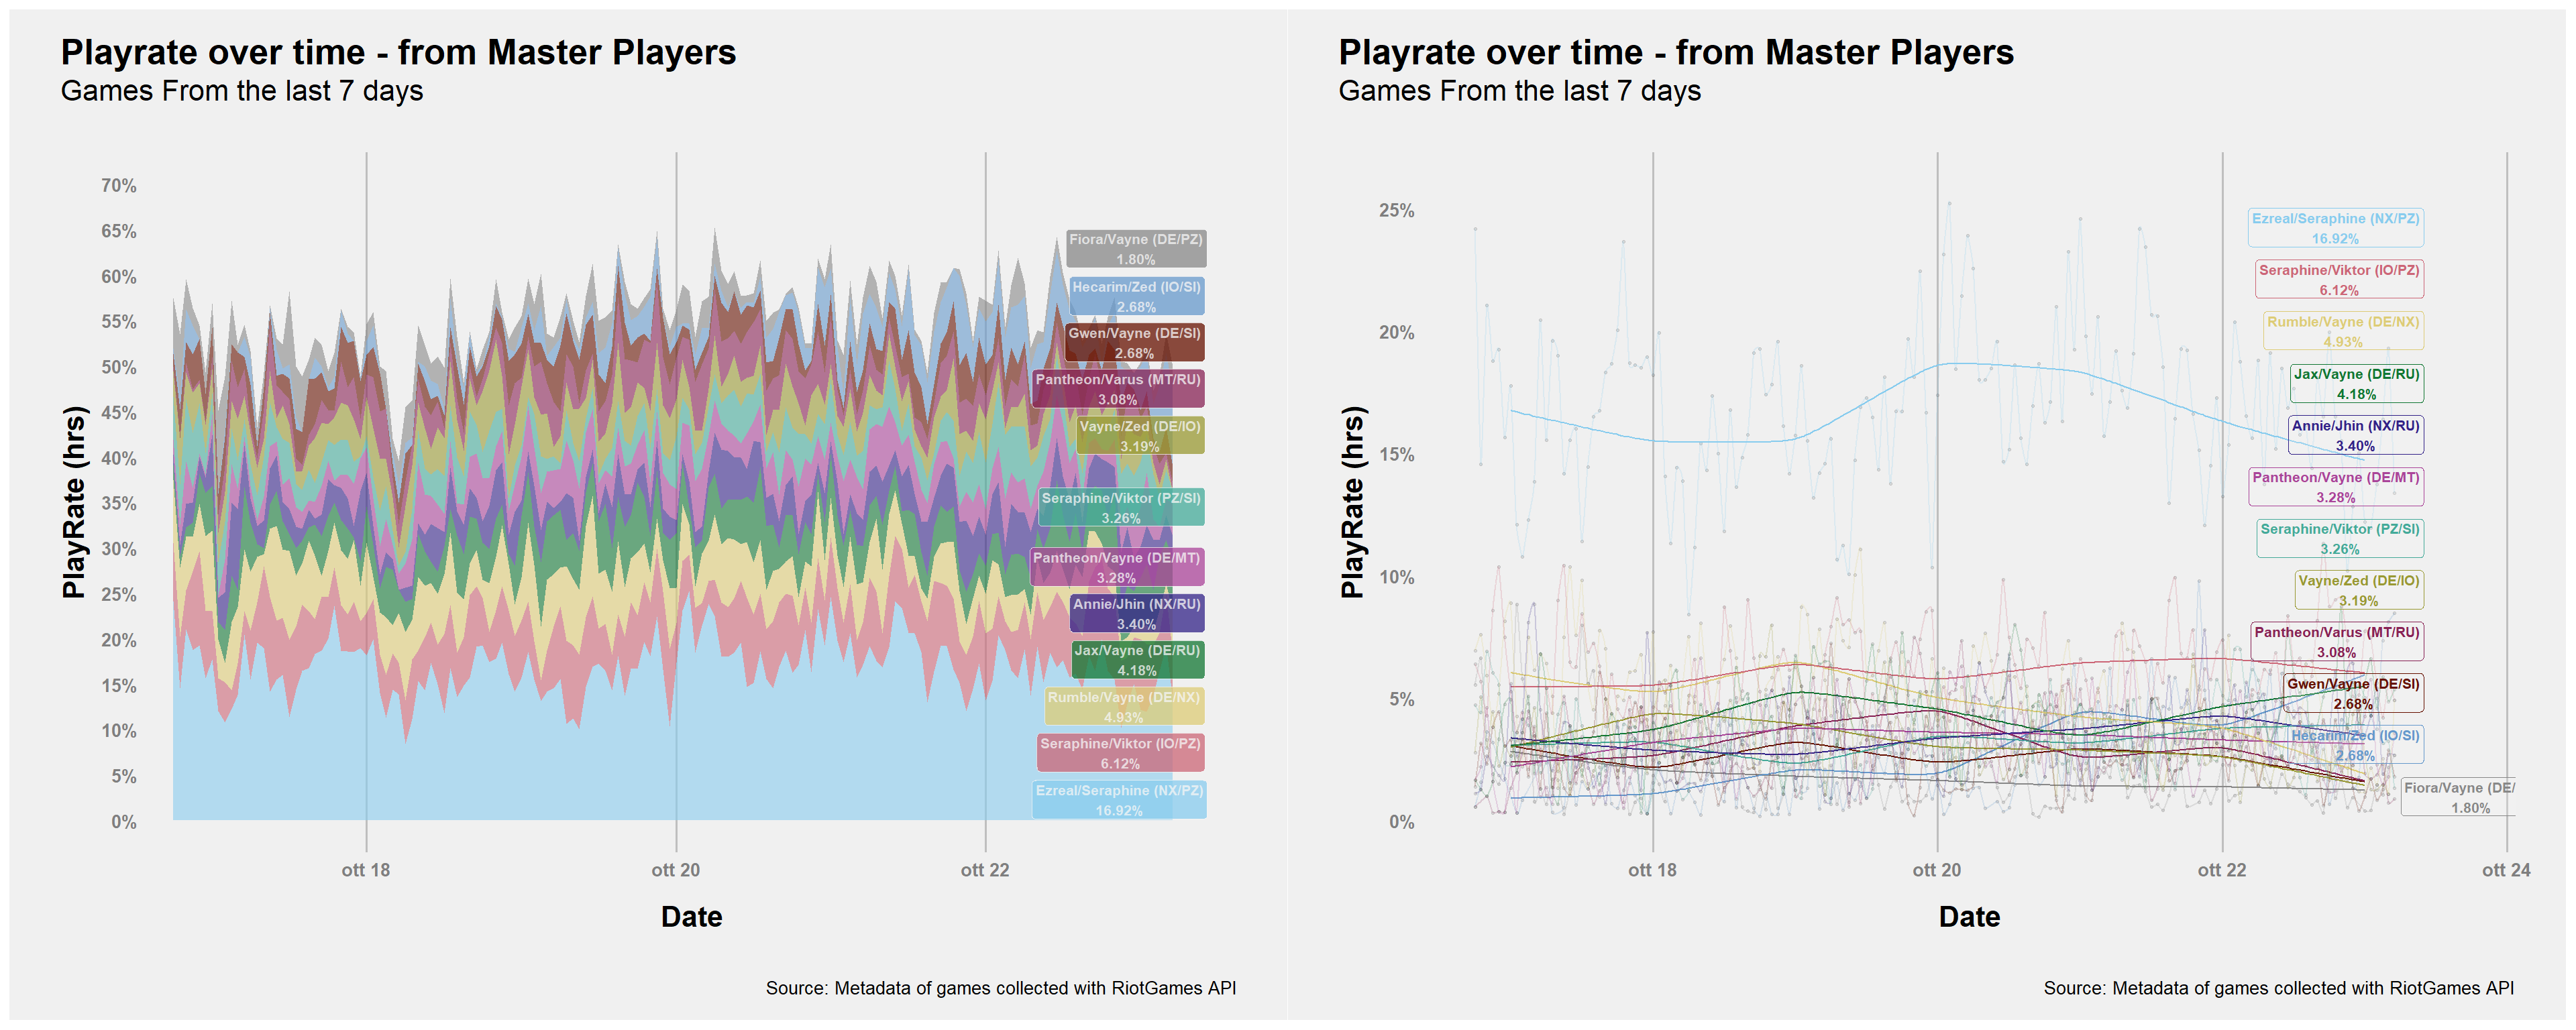 Playrate over time - from Master Players
Games From the last 7 days
PlayRate (hrs)
70%
65%
60%
55%
50%
45%
40%
35%
30%
25%
20%
15%
10%
5%
0%
Fiora/Vayne (DE/PZ)
1.80%
Hecarim/Zed (IO/SI)
2.68%
Gwen/Vayne (DE/SI)
2.68%
Pantheon/Varus (MT/RU)
3.08%
Vayne/Zed (DE/IO)
3.19%
Seraphine/Viktor (PZ/SI)
3.26%
Pantheon/Vayne (DE/MT)
3.28%
Annie/Jhin (NX/RU)
3.40%
Jax/Vayne (DE/RU)
4.18%
Rumble/Vayne (DE/NX)
4.93%
Seraphine/Viktor (IO/PZ)
6.12%
Ezreal/Seraphine (NX/PZ)
16.92%
ott 18
ott 20
ott 22
Date
Source: Metadata of games collected with RiotGames API
Playrate over time - from Master Players
Games From the last 7 days
PlayRate (hrs)
25%
20%
15%
10%
5%
0%
Ezreal/Seraphine (NX/PZ)
16.92%
Seraphine/Viktor (IO/PZ)
6.12%
Rumble/Vayne (DE/NX)
4.93%
Jax/Vayne (DE/RU)
4.18%
Annie/Jhin (NX/RU)
3.40%
Pantheon/Vayne (DE/MT)
3.28%
Seraphine/Viktor (PZ/SI)
3.26%
Vayne/Zed (DE/IO)
3.19%
Pantheon/Varus (MT/RU)
3.08%
Gwen/Vayne (DE/SI)
2.68%
Hecarim/Zed (IO/SI)
2.68%
Fiora/Vayne (DE/
1.80%
ott 18
ott 20
ott 22
ott 24
Date
Source: Metadata of games collected with RiotGames API